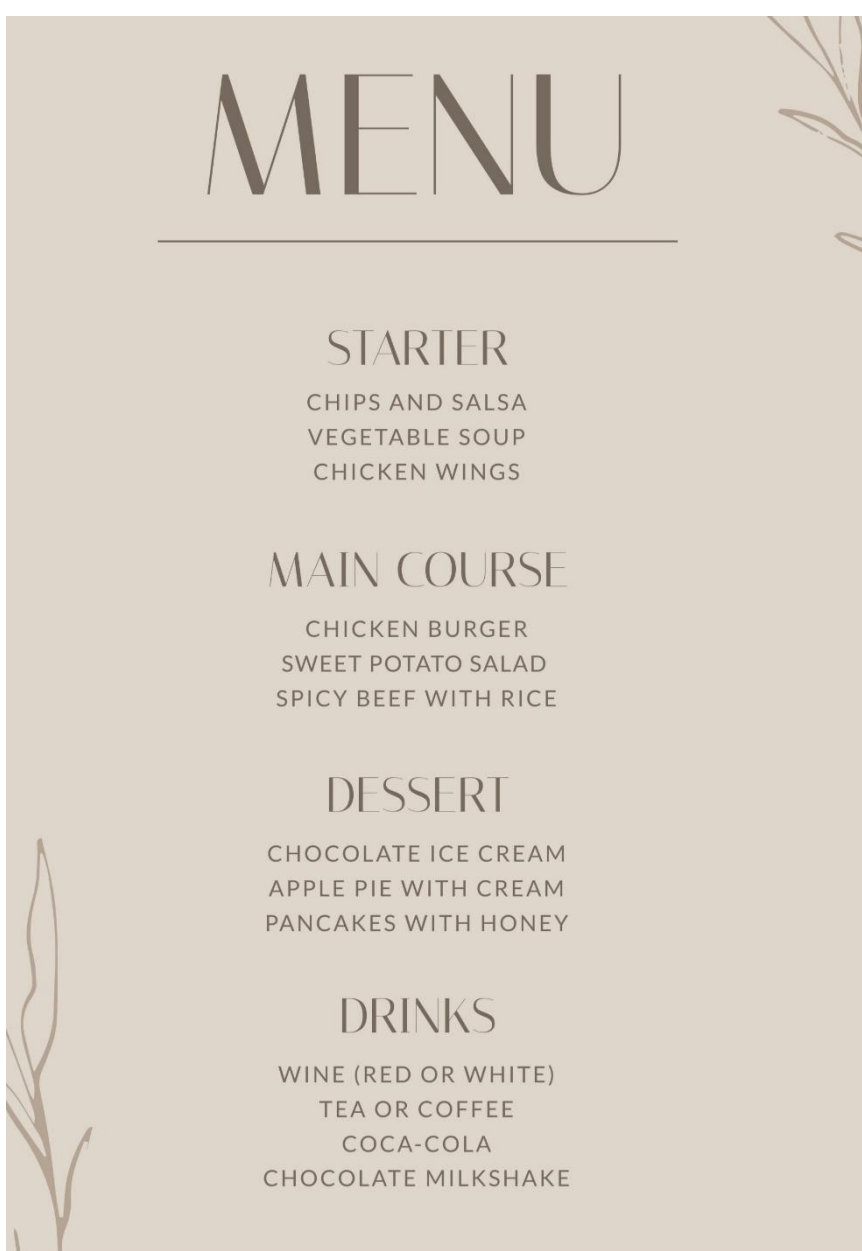 MENU
STARTER
CHIPS AND SALSA
VEGETABLE SOUP
CHICKEN WINGS
MAIN COURSE
CHICKEN BURGER
SWEET POTATO SALAD
SPICY BEEF WITH RICE
DESSERT
CHOCOLATE ICE CREAM
APPLE PIE WITH CREAM
PANCAKES WITH HONEY
DRINKS
WINE (RED OR WHITE)
TEA OR COFFEE
COCA-COLA
CHOCOLATE MILKSHAKE